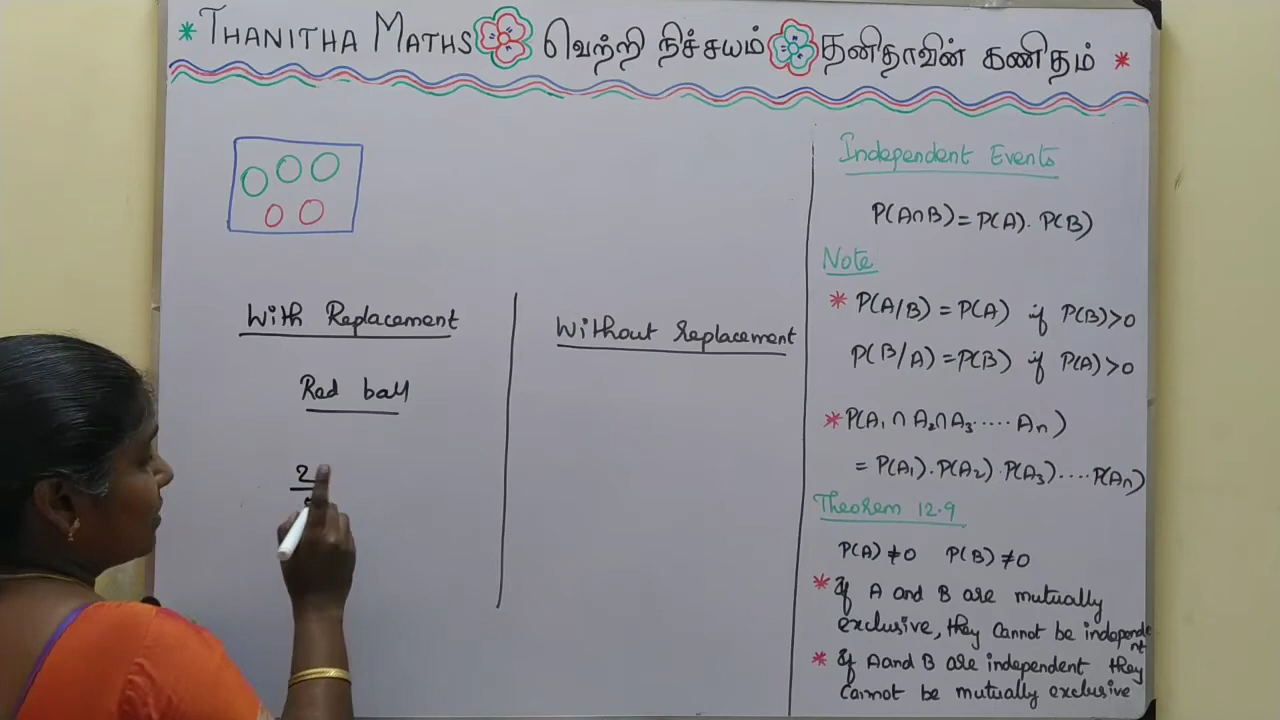 * THANITHA MATHS வெற்றி நிச்சயம் தனிதாவின் கணிதம் *
With Replacement
Red ball
2
Without replacement
Independent Events
P(A∩B) = P(A). P(B)
Note
* P(A/B) = P(A) if P(B)>0
P(B/A) = P(B) if P(A)>0
* P(A₁ ∩ A₂ ∩ A₃ ..... An)
= P(A₁). P(A₂) . P(A₃) .... P(An)
Theorem 12.9
P(A) ≠ 0 P(B) ≠ 0
* If A and B are mutually
exclusive, they cannot be independent
* If A and B are independent they
cannot be mutually exclusive